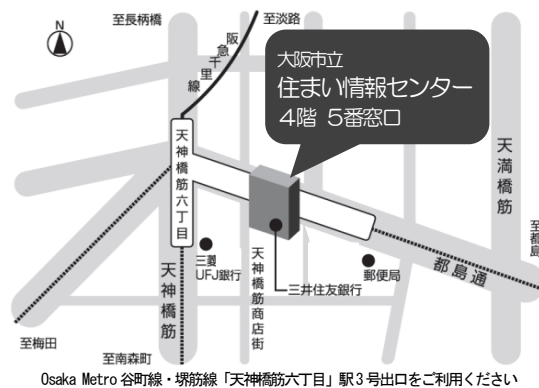 至長柄橋
至淡路
N
阪急千里線
大阪市立
住まい情報センター
4階 5番窓口
天神橋筋六丁目
天満橋筋
至都島
三菱
UFJ銀行
天神橋筋
天神橋筋商店街
三井住友銀行
郵便局
都島通
至梅田
至南森町
Osaka Metro 谷町線・堺筋線「天神橋筋六丁目」駅3号出口をご利用ください